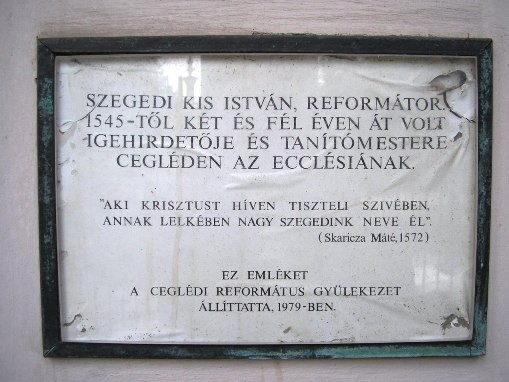 SZEGEDI KIS ISTVÁN, REFORMÁTOR
1545-TŐL KÉT ÉS FÉL ÉVEN ÁT VOLT
IGEHIRDETŐJE ÉS TANÍTÓMESTERE
CEGLÉDEN AZ ECCLÉSIÁNAK.
"AKI KRISZTUST HÍVEN TISZTELI SZIVÉBEN,
ANNAK LELKÉBEN NAGY SZEGEDINK NEVE ÉL".
(Skaricza Máté, 1572)
EZ EMLÉKET
A CEGLÉDI REFORMÁTUS GYÜLEKEZET
ÁLLÍTTATTA, 1979-BEN.